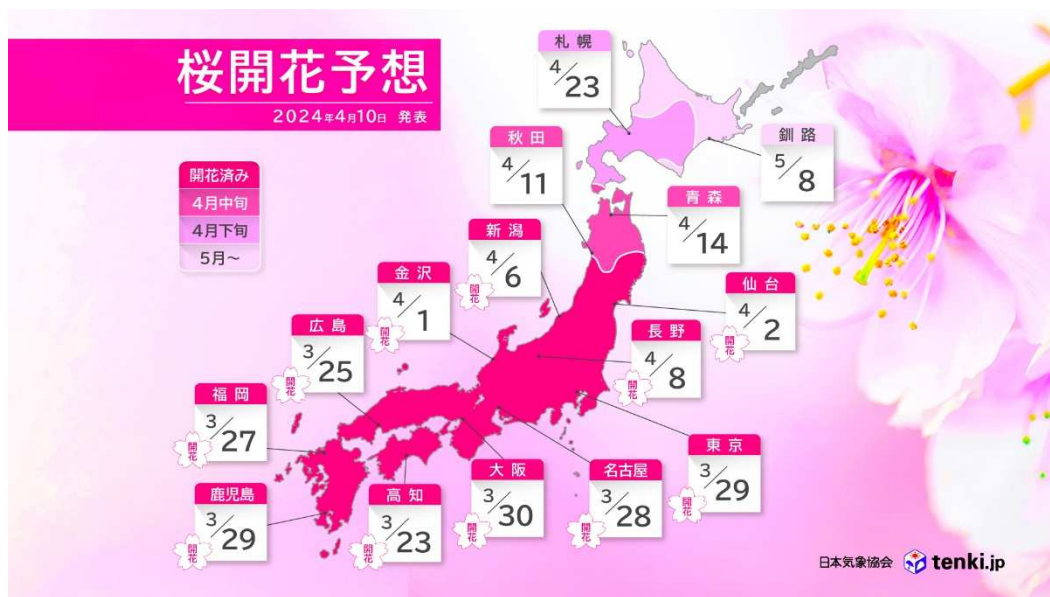 桜開花予想
2024年4月10日 発表
開花済み
4月中旬
4月下旬
5月～
札幌
4/23
釧路
5/8
秋田
4/11
青森
4/14
新潟
4/6
開花
仙台
4/2
開花
金沢
4/1
開花
長野
4/8
開花
広島
3/25
開花
福岡
3/27
開花
東京
3/29
開花
名古屋
3/28
開花
大阪
3/30
開花
高知
3/23
開花
鹿児島
3/29
開花
日本気象協会 tenki.jp